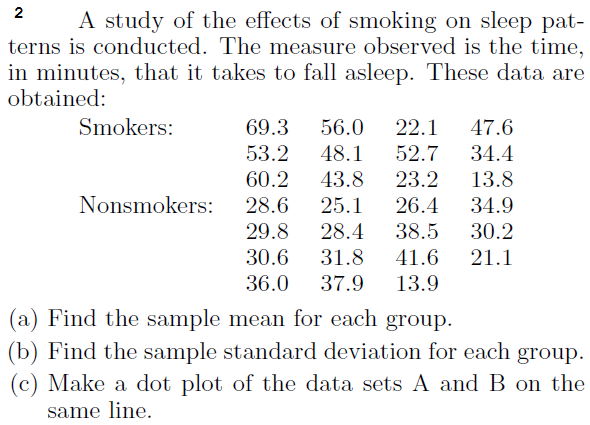 2 A study of the effects of smoking on sleep pat-
terns is conducted. The measure observed is the time,
in minutes, that it takes to fall asleep. These data are
obtained:
Smokers: 69.3 56.0 22.1 47.6
53.2 48.1 52.7 34.4
60.2 43.8 23.2 13.8
Nonsmokers: 28.6 25.1 26.4 34.9
29.8 28.4 38.5 30.2
30.6 31.8 41.6 21.1
36.0 37.9 13.9
(a) Find the sample mean for each group.
(b) Find the sample standard deviation for each group.
(c) Make a dot plot of the data sets A and B on the
same line.